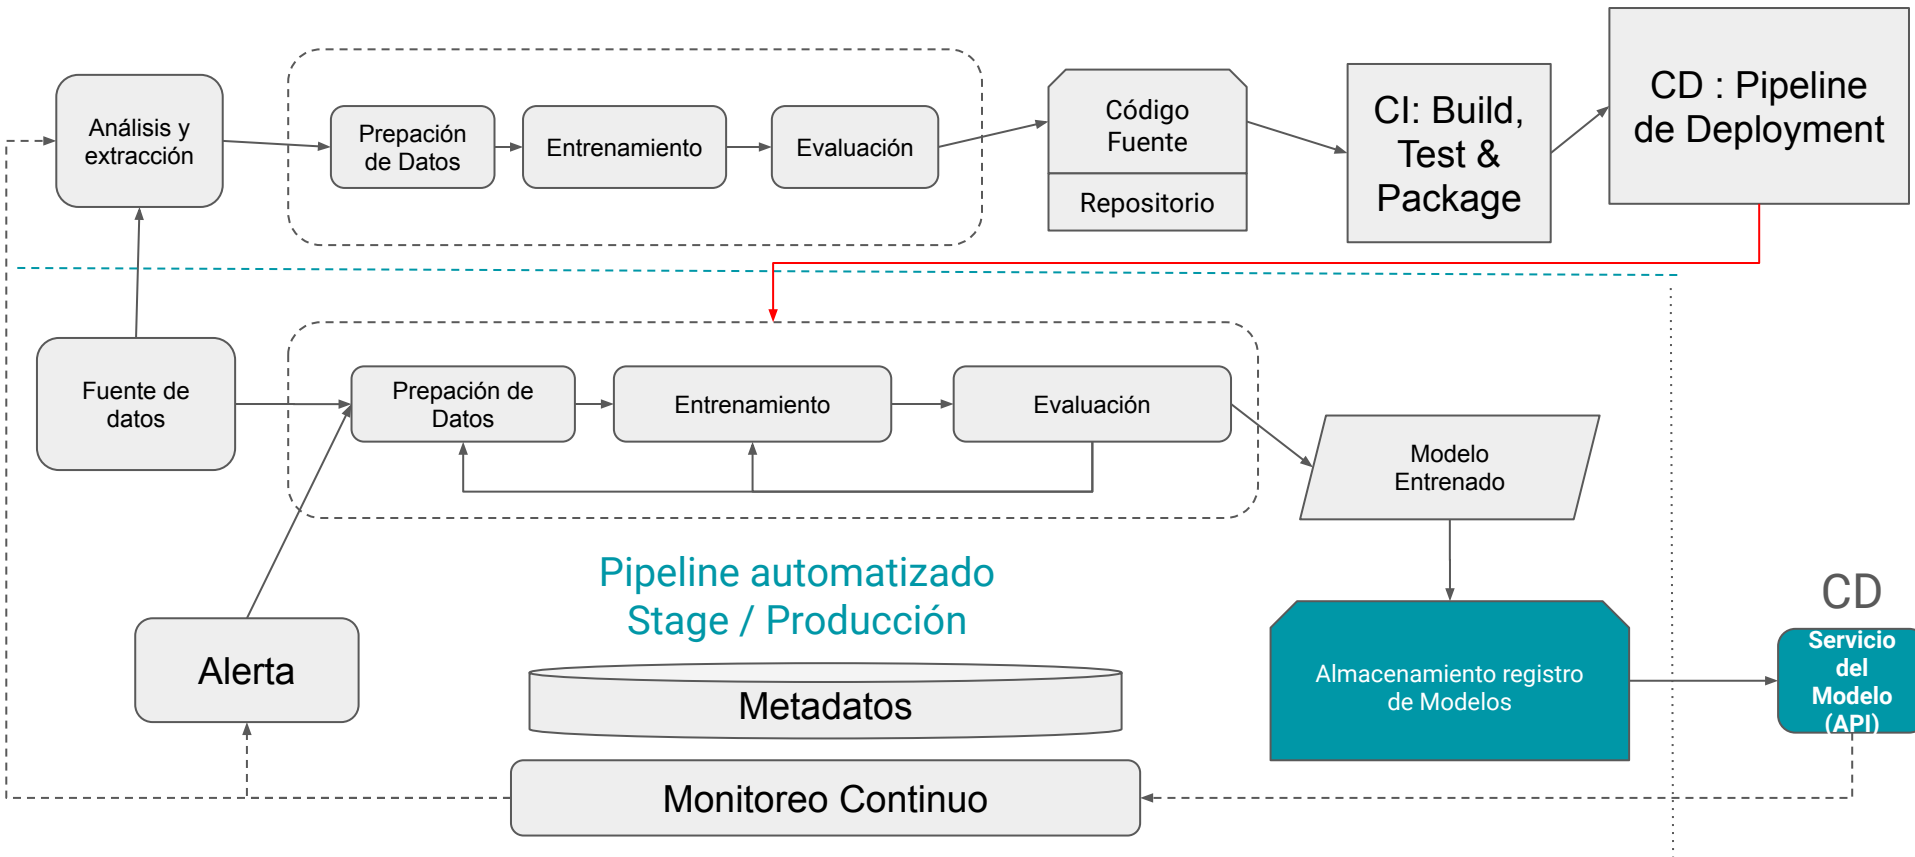 Análisis y
extracción
Prepación
de Datos
Entrenamiento
Evaluación
Código
Fuente
Repositorio
CI: Build,
Test &
Package
CD : Pipeline
de Deployment
Fuente de
datos
Prepación de
Datos
Entrenamiento
Evaluación
Modelo
Entrenado
Pipeline automatizado
Stage / Producción
Alerta
Metadatos
Almacenamiento registro
de Modelos
CD
Servicio
del
Modelo
(API)
Monitoreo Continuo